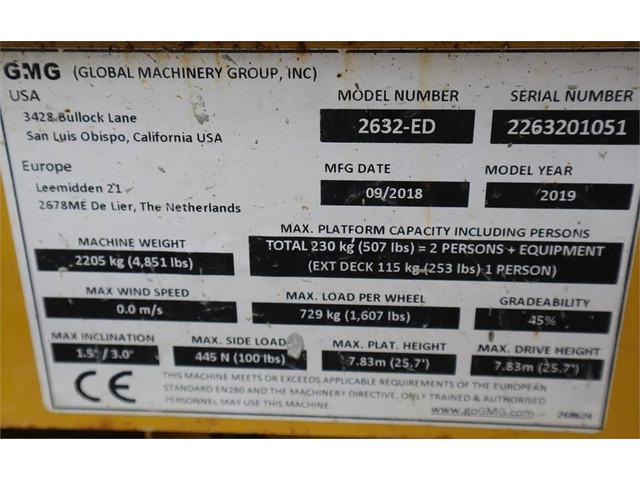 GMG (GLOBAL MACHINERY GROUP, INC)
USA
3428 Bullock Lane
San Luis Obispo, California USA
MODEL NUMBER
2632-ED
SERIAL NUMBER
2263201051
Europe
Leemidden 21
2678ME De Lier, The Netherlands
MFG DATE
09/2018
MODEL YEAR
2019
MACHINE WEIGHT
2205 kg (4,851 lbs)
MAX. PLATFORM CAPACITY INCLUDING PERSONS
TOTAL 230 kg (507 lbs) = 2 PERSONS + EQUIPMENT
(EXT DECK 115 kg (253 lbs) 1 PERSON)
MAX WIND SPEED
0.0 m/s
MAX. LOAD PER WHEEL
729 kg (1,607 lbs)
GRADEABILITY
45%
MAX INCLINATION
1.5° / 3.0°
MAX. SIDE LOAD
445 N (100 lbs)
MAX. PLAT. HEIGHT
7.83m (25.7')
MAX. DRIVE HEIGHT
7.83m (25.7')
CE
THIS MACHINE MEETS OR EXCEEDS APPLICABLE REQUIREMENTS OF THE EUROPEAN
STANDARD EN280 AND THE MACHINERY DIRECTIVE. ONLY TRAINED & AUTHORISED
PERSONNEL MAY USE THIS MACHINE.
www.goGMG.com
268624